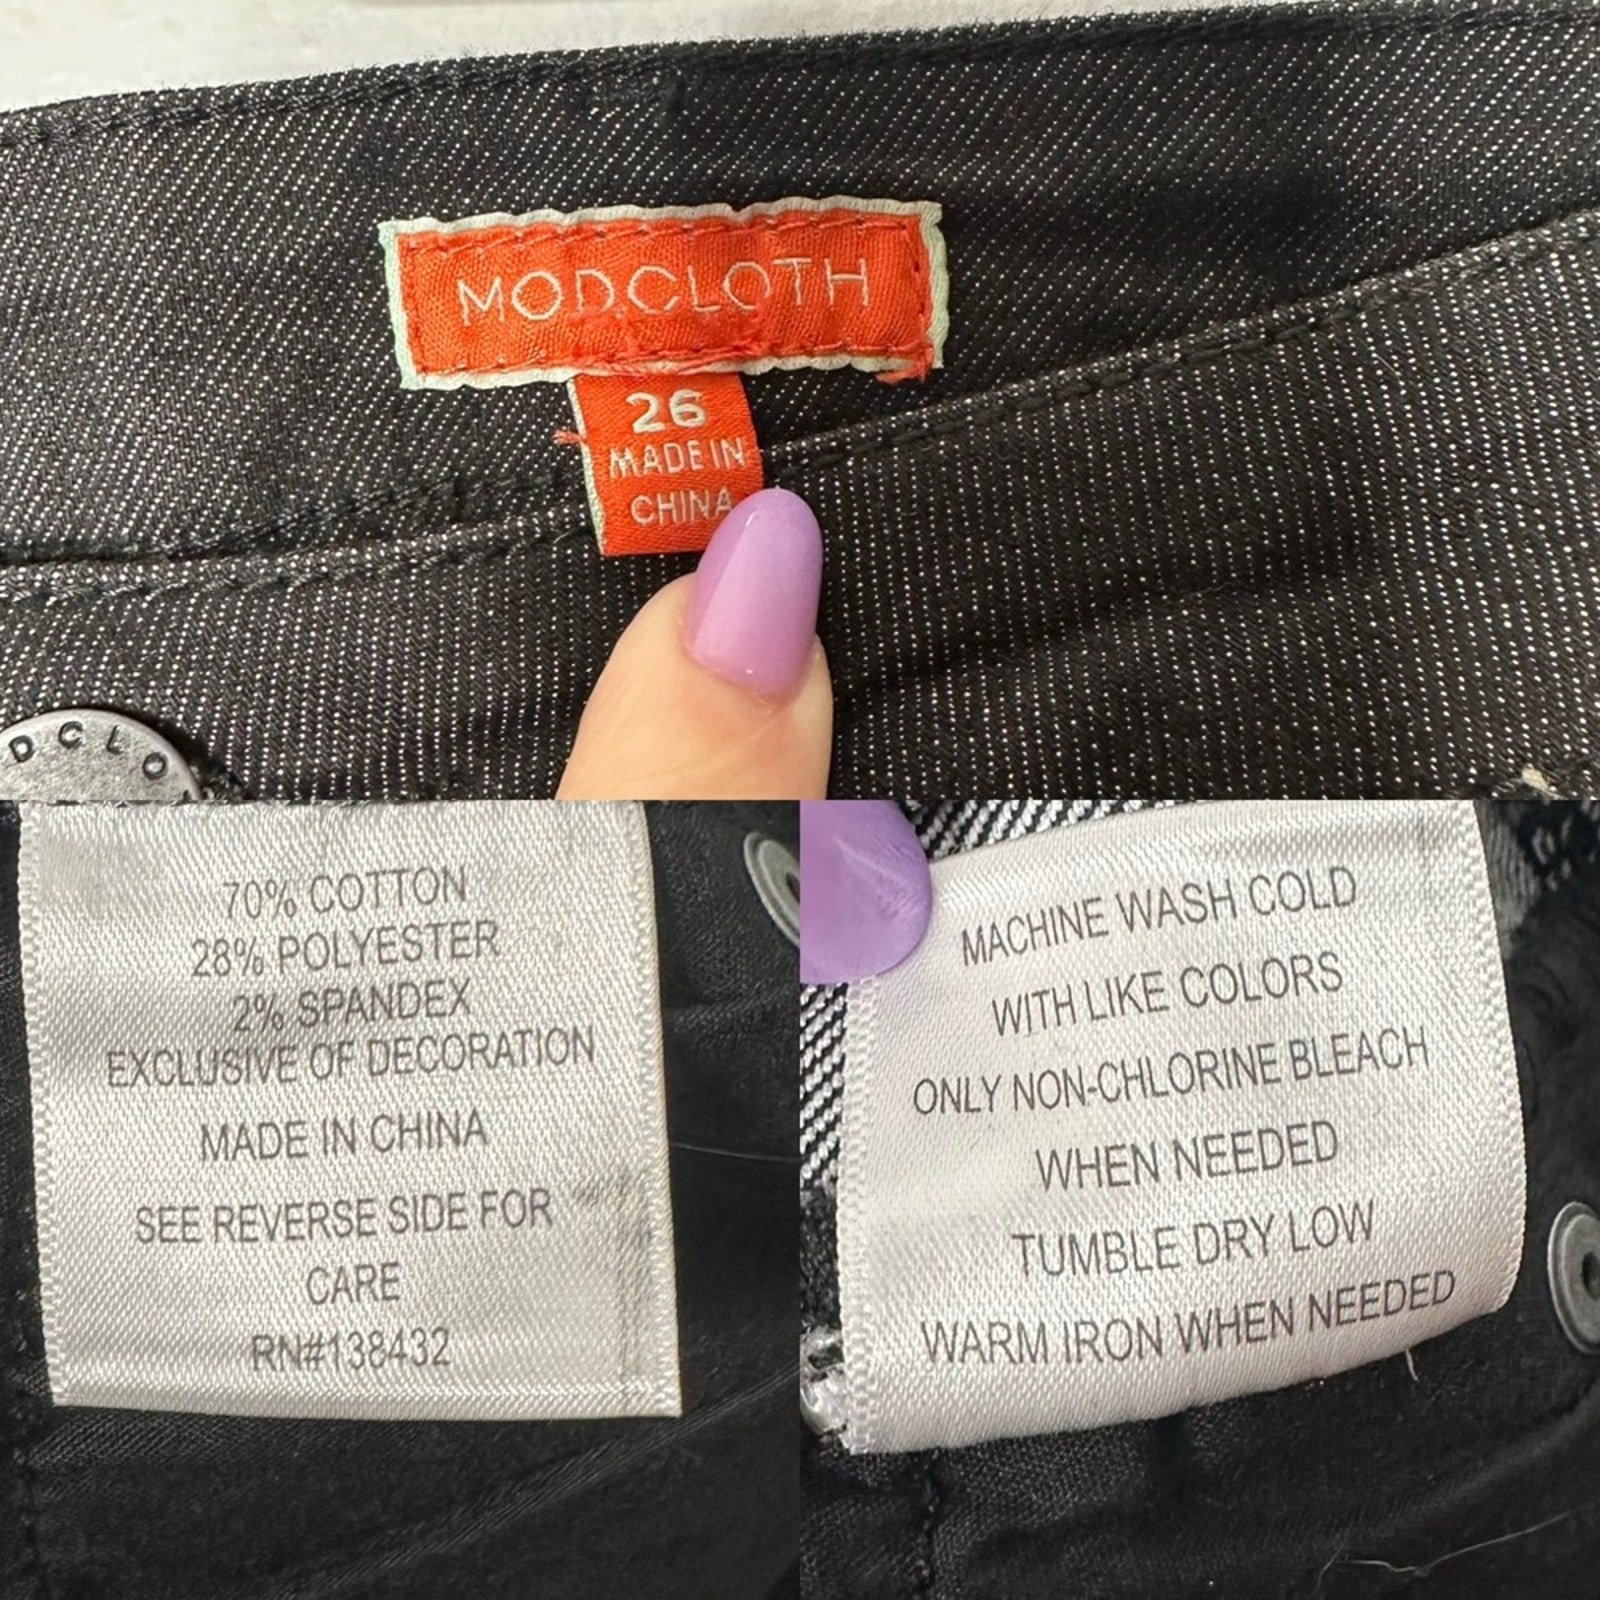 MODCLOTH
26
MADE IN
CHINA
DCLO
70% COTTON
28% POLYESTER
2% SPANDEX
EXCLUSIVE OF DECORATION
MADE IN CHINA
SEE REVERSE SIDE FOR
CARE
RN#138432
MACHINE WASH COLD
WITH LIKE COLORS
ONLY NON-CHLORINE BLEACH
WHEN NEEDED
TUMBLE DRY LOW
WARM IRON WHEN NEEDED